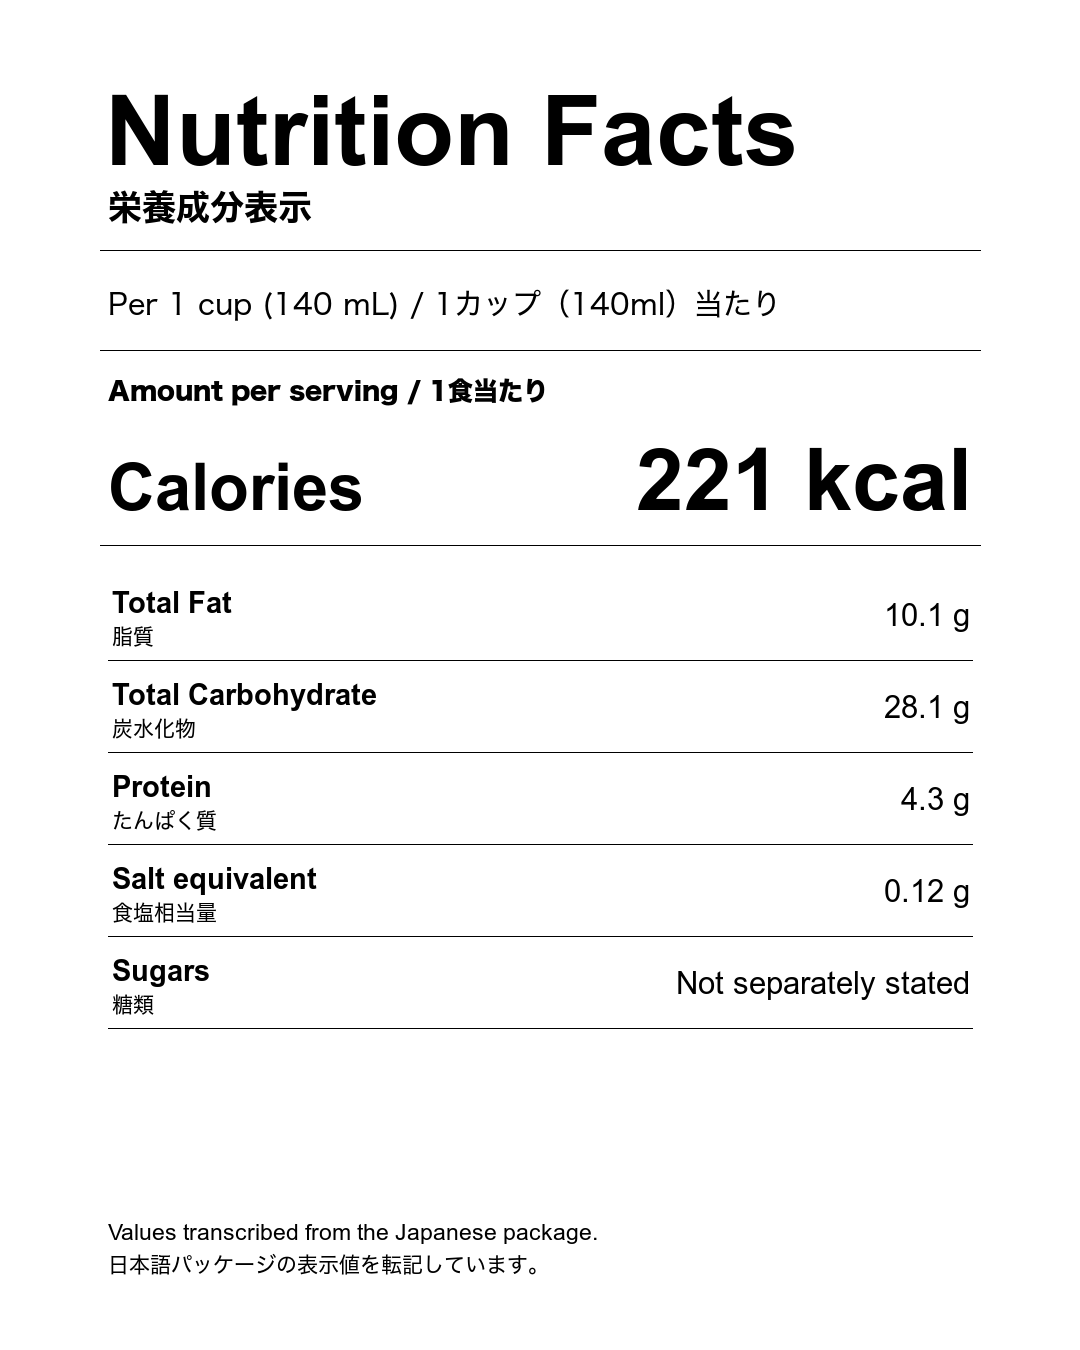 Nutrition Facts
栄養成分表示
Per 1 cup (140 mL) / 1カップ（140ml）当たり
Amount per serving / 1食当たり
Calories 221 kcal
Total Fat 10.1 g
脂質
Total Carbohydrate 28.1 g
炭水化物
Protein 4.3 g
たんぱく質
Salt equivalent 0.12 g
食塩相当量
Sugars Not separately stated
糖類
Values transcribed from the Japanese package.
日本語パッケージの表示値を転記しています。